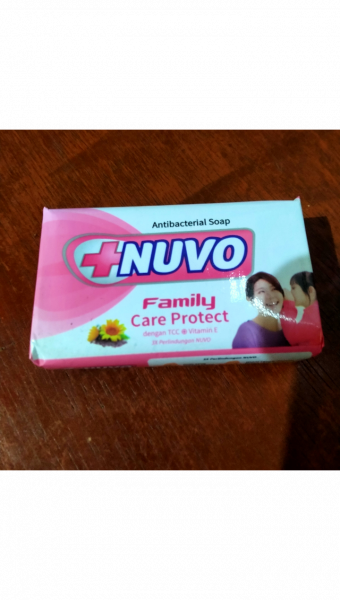 Antibacterial Soap
NUVO
Family
Care Protect
dengan TCC & Vitamin E